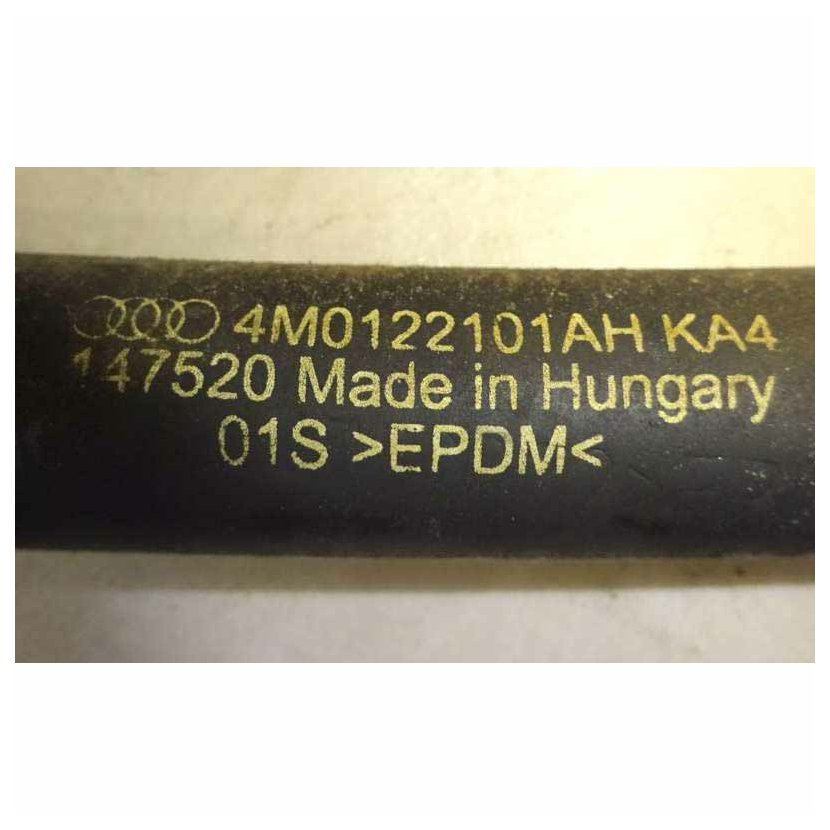 4M0122101AH KA4
147520 Made in Hungary
01S >EPDM<